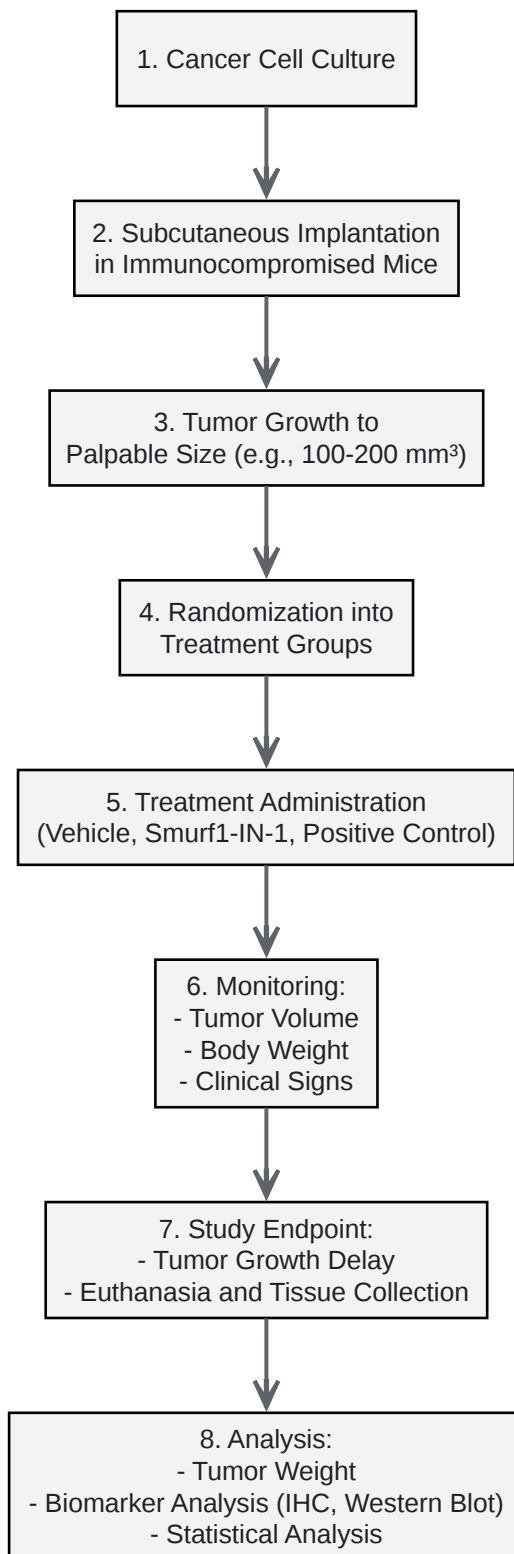 1. Cancer Cell Culture
2. Subcutaneous Implantation
in Immunocompromised Mice
3. Tumor Growth to
Palpable Size (e.g., 100-200 mm³)
4. Randomization into
Treatment Groups
5. Treatment Administration
(Vehicle, Smurf1-IN-1, Positive Control)
6. Monitoring:
- Tumor Volume
- Body Weight
- Clinical Signs
7. Study Endpoint:
- Tumor Growth Delay
- Euthanasia and Tissue Collection
8. Analysis:
- Tumor Weight
- Biomarker Analysis (IHC, Western Blot)
- Statistical Analysis